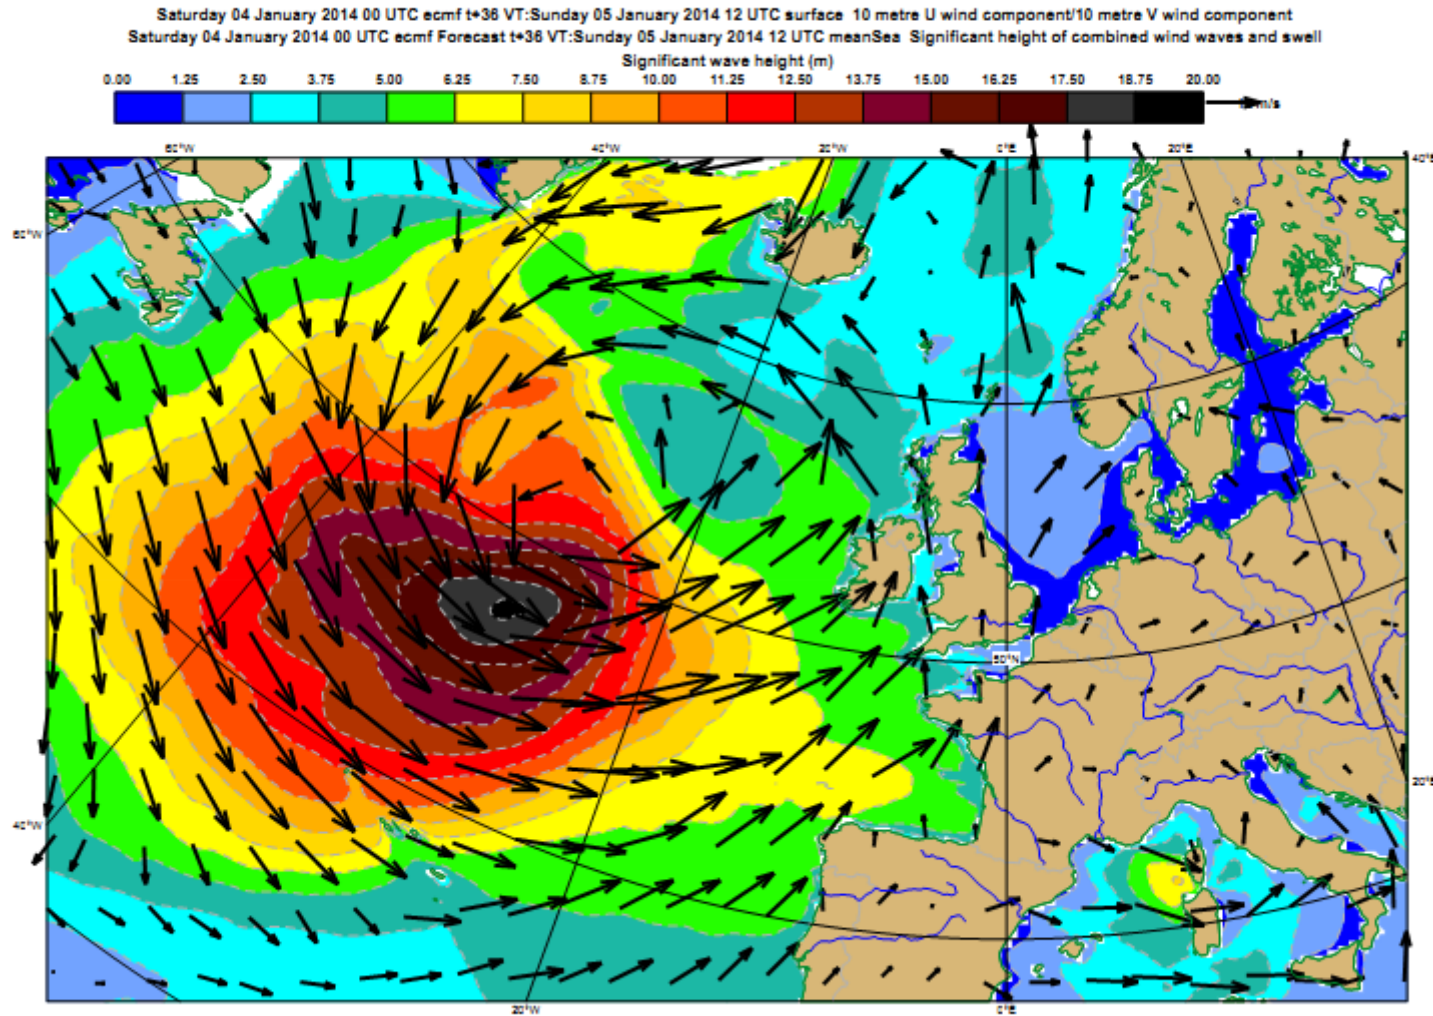 Saturday 04 January 2014 00 UTC ecmf t+36 VT:Sunday 05 January 2014 12 UTC surface 10 metre U wind component/10 metre V wind component
Saturday 04 January 2014 00 UTC ecmf Forecast t+36 VT:Sunday 05 January 2014 12 UTC meanSea Significant height of combined wind waves and swell
Significant wave height (m)
0.00 1.25 2.50 3.75 5.00 6.25 7.50 8.75 10.00 11.25 12.50 13.75 15.00 16.25 17.50 18.75 20.00
m/s
60°W 40°W 20°W 0°E 20°E 40°E
50°N
20°W 0°E